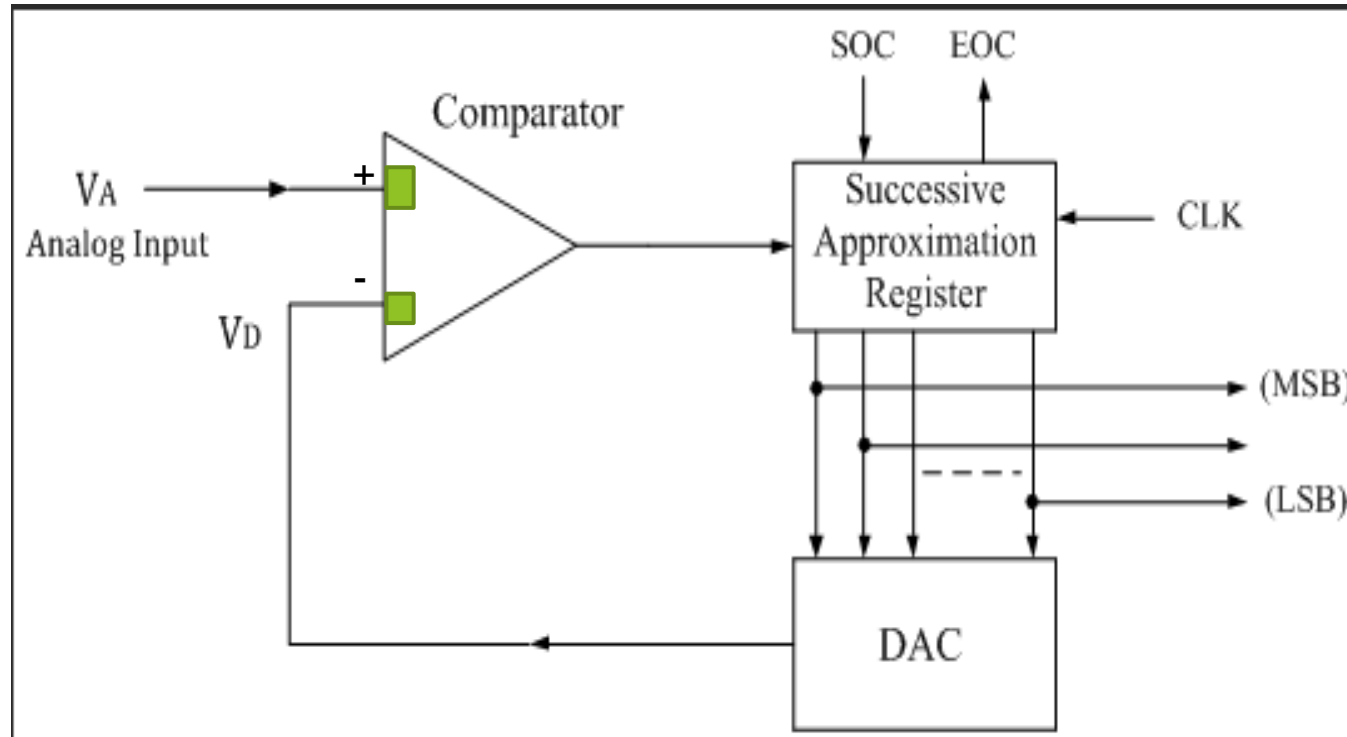 SOC
EOC
Comparator
+
VA
Analog Input
-
VD
Successive
Approximation
Register
CLK
(MSB)
(LSB)
DAC